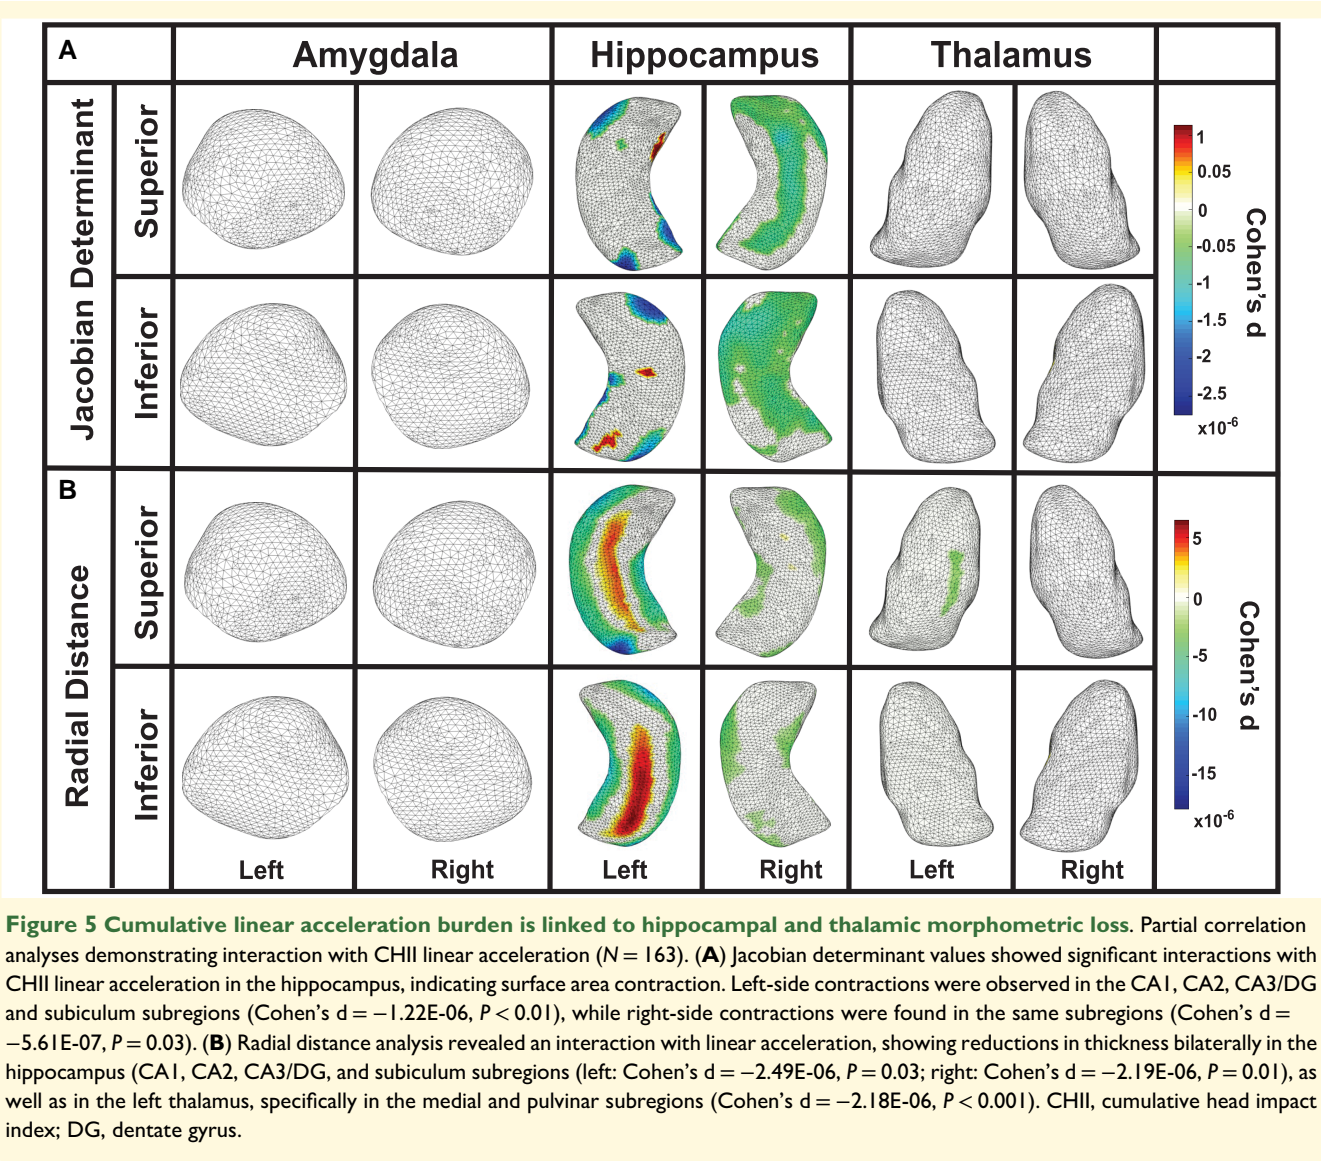 A
Amygdala
Hippocampus
Thalamus
Jacobian Determinant
Superior
Inferior
1
0.05
0
-0.05
-1
-1.5
-2
-2.5
x10-6
Cohen's d
B
Radial Distance
Superior
Inferior
5
0
-5
-10
-15
x10-6
Cohen's d
Left
Right
Left
Right
Left
Right
Figure 5 Cumulative linear acceleration burden is linked to hippocampal and thalamic morphometric loss. Partial correlation
analyses demonstrating interaction with CHII linear acceleration (N = 163). (A) Jacobian determinant values showed significant interactions with
CHII linear acceleration in the hippocampus, indicating surface area contraction. Left-side contractions were observed in the CA1, CA2, CA3/DG
and subiculum subregions (Cohen's d = −1.22E-06, P < 0.01), while right-side contractions were found in the same subregions (Cohen's d =
−5.61E-07, P = 0.03). (B) Radial distance analysis revealed an interaction with linear acceleration, showing reductions in thickness bilaterally in the
hippocampus (CA1, CA2, CA3/DG, and subiculum subregions (left: Cohen's d = −2.49E-06, P = 0.03; right: Cohen's d = −2.19E-06, P = 0.01), as
well as in the left thalamus, specifically in the medial and pulvinar subregions (Cohen's d = −2.18E-06, P < 0.001). CHII, cumulative head impact
index; DG, dentate gyrus.